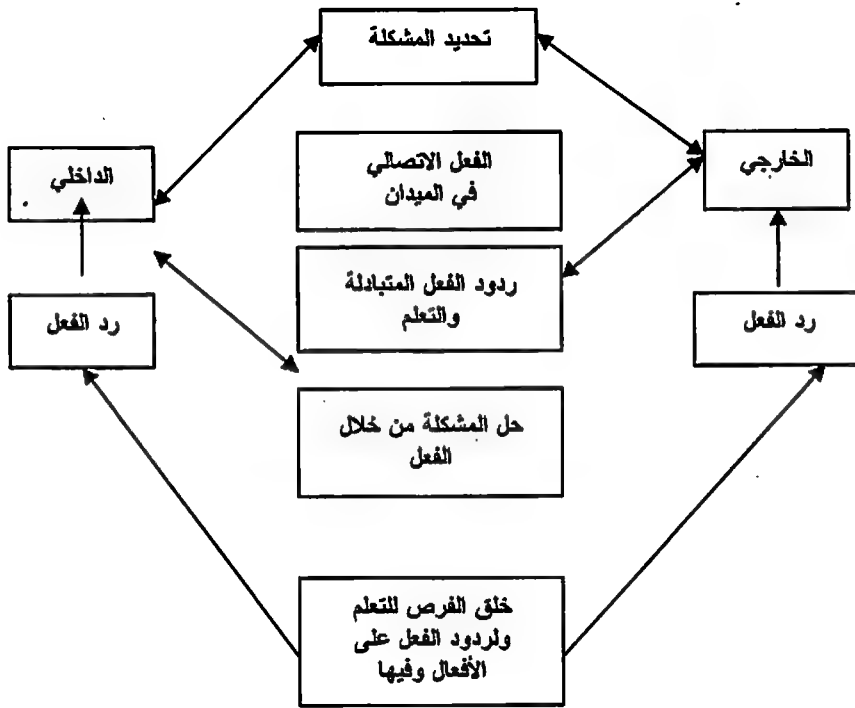 تحديد المشكلة
الخارجي
الفعل الاتصالي
في الميدان
الداخلي
ردود الفعل المتبادلة
والتعلم
رد الفعل
رد الفعل
حل المشكلة من خلال
الفعل
خلق الفرص للتعلم
ولردود الفعل على
الأفعال وفيها